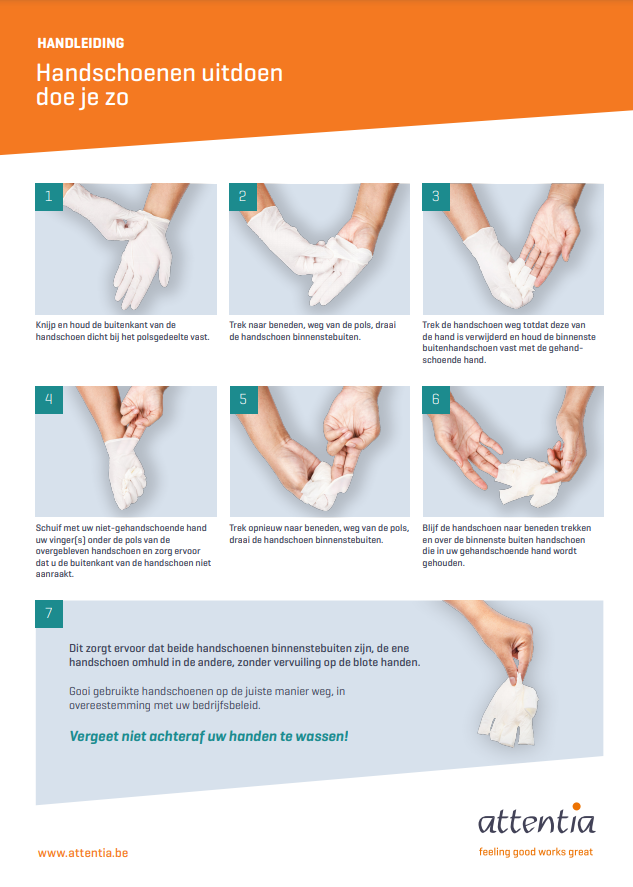 HANDLEIDING
Handschoenen uitdoen
doe je zo
1
Knijp en houd de buitenkant van de
handschoen dicht bij het polsgedeelte vast.
2
Trek naar beneden, weg van de pols, draai
de handschoen binnenstebuiten.
3
Trek de handschoen weg totdat deze van
de hand is verwijderd en houd de binnenste
buitenhandschoen vast met de gehand-
schoende hand.
4
Schuif met uw niet-gehandschoende hand
uw vinger(s) onder de pols van de
overgebleven handschoen en zorg ervoor
dat u de buitenkant van de handschoen niet
aanraakt.
5
Trek opnieuw naar beneden, weg van de pols,
draai de handschoen binnenstebuiten.
6
Blijf de handschoen naar beneden trekken
en over de binnenste buiten handschoen
die in uw gehandschoende hand wordt
gehouden.
7
Dit zorgt ervoor dat beide handschoenen binnenstebuiten zijn, de ene
handschoen omhuld in de andere, zonder vervuiling op de blote handen.
Gooi gebruikte handschoenen op de juiste manier weg, in
overeestemming met uw bedrijfsbeleid.
Vergeet niet achteraf uw handen te wassen!
attentia
feeling good works great
www.attentia.be